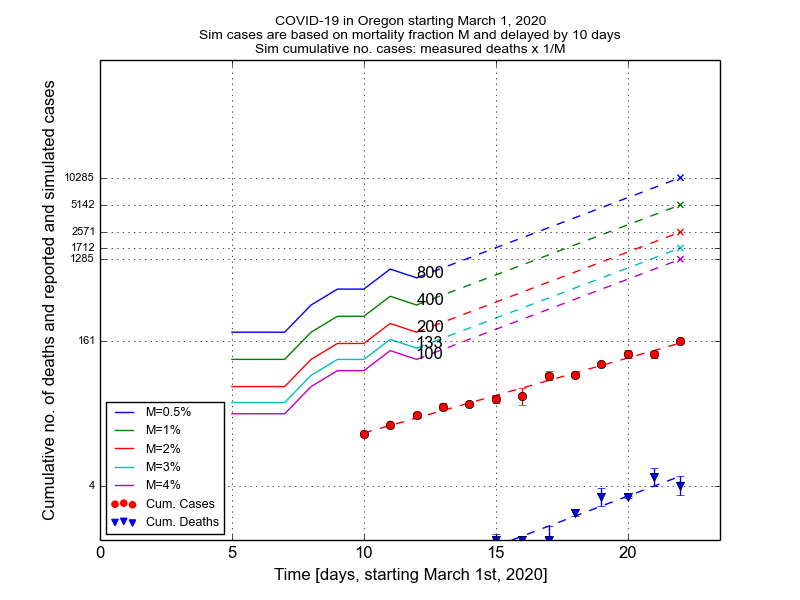 COVID-19 in Oregon starting March 1, 2020
Sim cases are based on mortality fraction M and delayed by 10 days
Sim cumulative no. cases: measured deaths x 1/M
Cumulative no. of deaths and reported and simulated cases
10285
5142
2571
1712
1285
161
4
800
400
200
133
100
M=0.5%
M=1%
M=2%
M=3%
M=4%
Cum. Cases
Cum. Deaths
0 5 10 15 20
Time [days, starting March 1st, 2020]